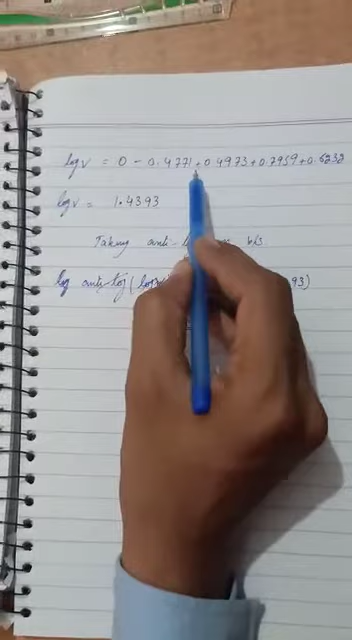 log v = 0 - 0.4771 + 0.4973 + 0.7959 + 0.6232
log v = 1.4393
Taking anti- b/s
log anti-log ( 93)